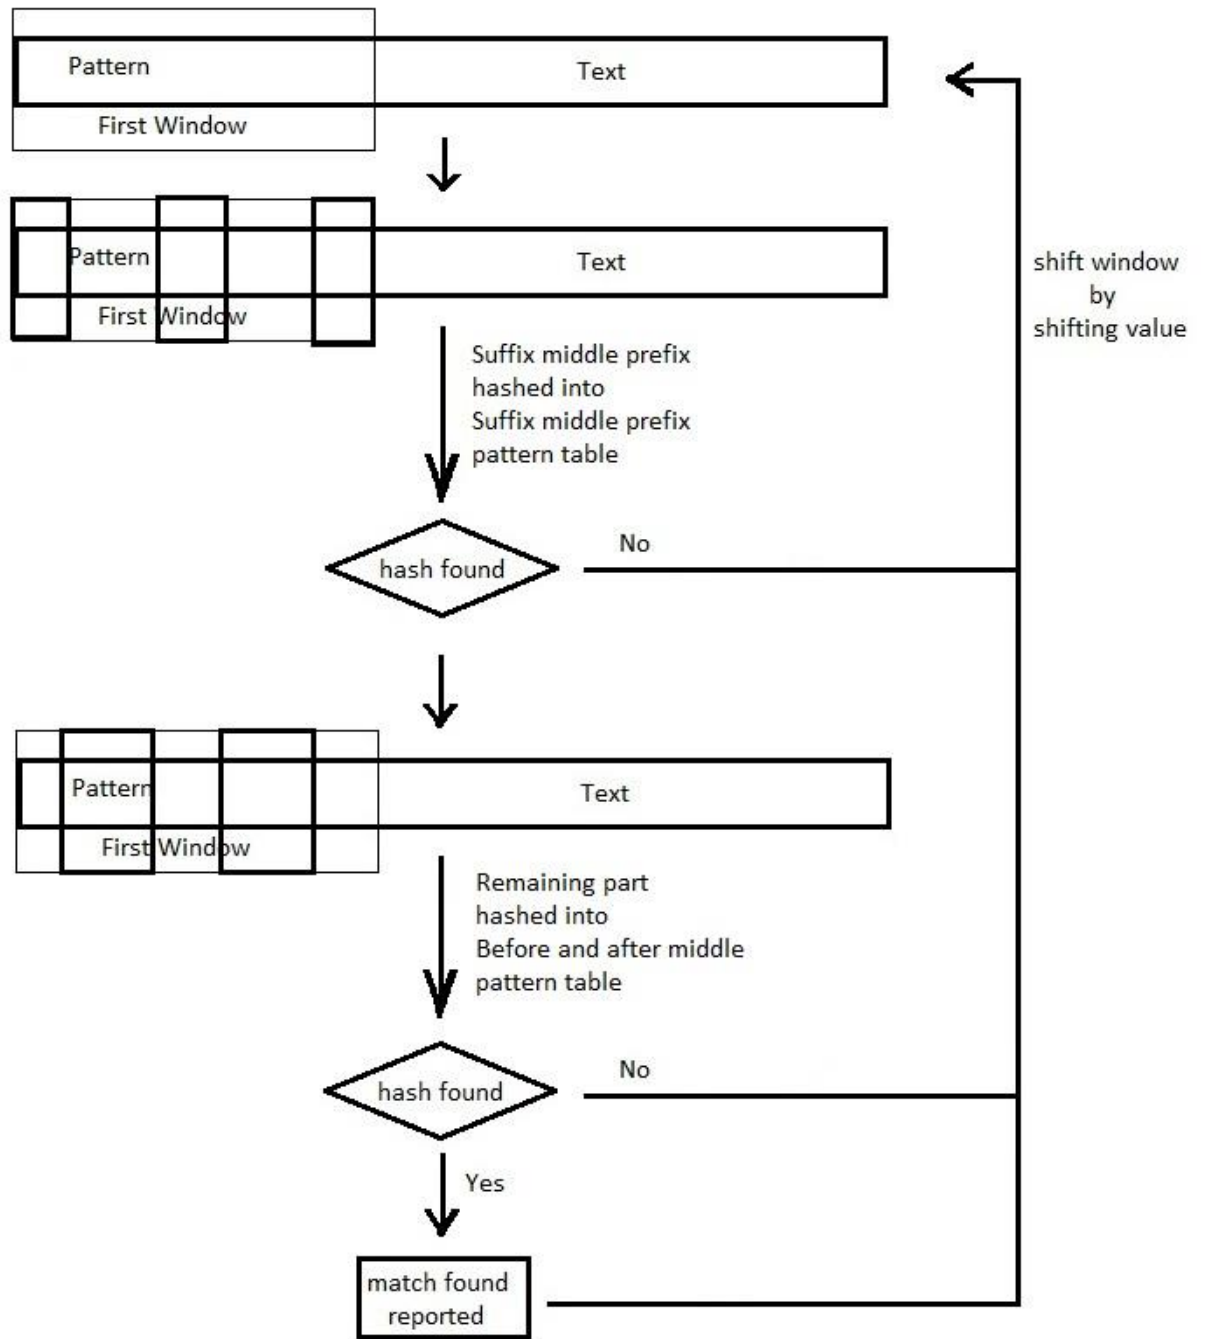 Pattern
Text
First Window
Pattern
Text
First Window
shift window
by
shifting value
Suffix middle prefix
hashed into
Suffix middle prefix
pattern table
hash found
No
Pattern
Text
First Window
Remaining part
hashed into
Before and after middle
pattern table
hash found
No
Yes
match found
reported